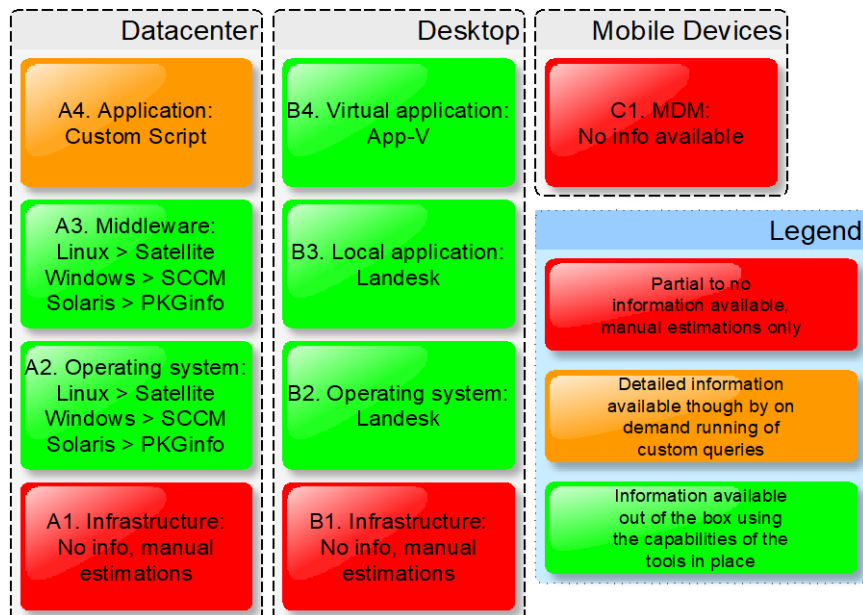 Datacenter
A4. Application:
Custom Script
A3. Middleware:
Linux > Satellite
Windows > SCCM
Solaris > PKGinfo
A2. Operating system:
Linux > Satellite
Windows > SCCM
Solaris > PKGinfo
A1. Infrastructure:
No info, manual
estimations
Desktop
B4. Virtual application:
App-V
B3. Local application:
Landesk
B2. Operating system:
Landesk
B1. Infrastructure:
No info, manual
estimations
Mobile Devices
C1. MDM:
No info available
Legend
Partial to no
information available,
manual estimations only
Detailed information
available though by on
demand running of
custom queries
Information available
out of the box using
the capabilities of the
tools in place